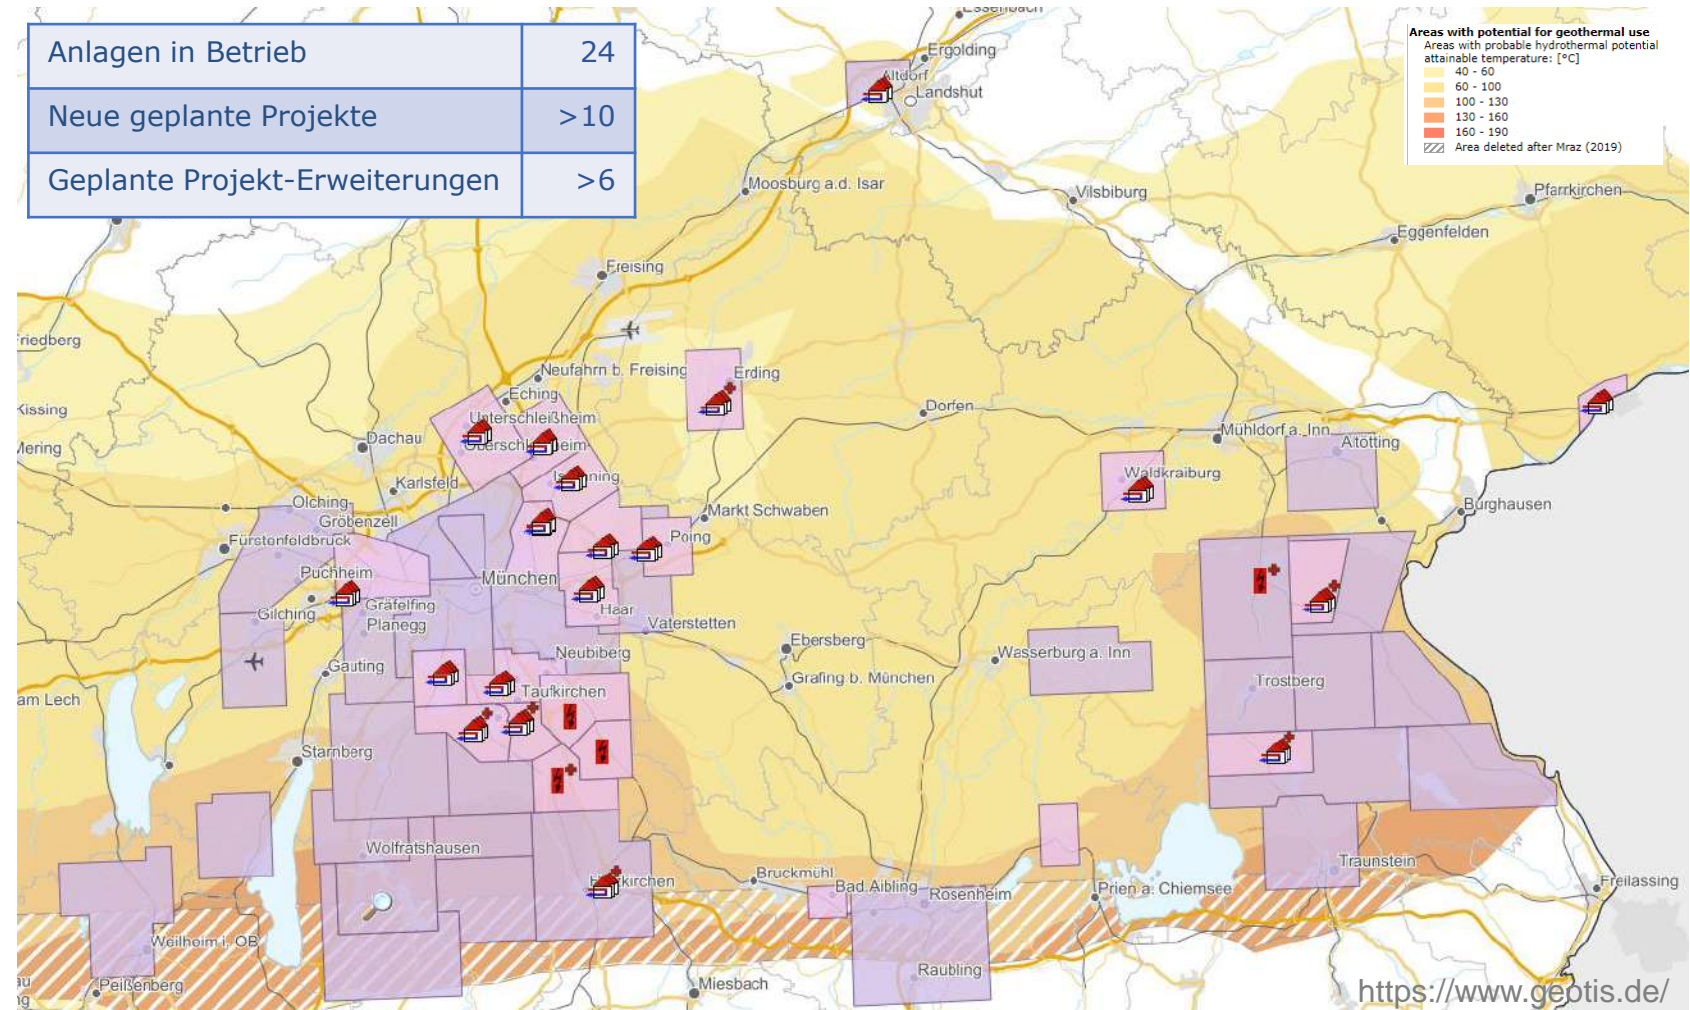 Anlagen in Betrieb 24
Neue geplante Projekte >10
Geplante Projekt-Erweiterungen >6
Areas with potential for geothermal use
Areas with probable hydrothermal potential
attainable temperature: [°C]
40 - 60
60 - 100
100 - 130
130 - 160
160 - 190
Area deleted after Mraz (2019)
Essenbach
Ergolding
Altdorf
Landshut
Moosburg a.d. Isar
Vilsbiburg
Pfarrkirchen
Eggenfelden
Freising
riedberg
Neufahrn b. Freising
Erding
Eching
Kissing
Unterschleißheim
Dorfen
Mühldorf a. Inn
Altötting
Dachau
Mering
Waldkraiburg
Karlsfeld
Olching
Markt Schwaben
Burghausen
Gröbenzell
Fürstenfeldbruck
Poing
Puchheim
München
Gräfelfing
Gilching
Haar
Planegg
Vaterstetten
Ebersberg
Neubiberg
Wasserburg a. Inn
Gauting
Grafing b. München
Trostberg
am Lech
Taufkirchen
Starnberg
Wolfratshausen
Traunstein
Bruckmühl
Bad Aibling
Rosenheim
Prien a. Chiemsee
Freilassing
Weilheim i. OB
Raubling
Miesbach
Peißenberg
https://www.geotis.de/